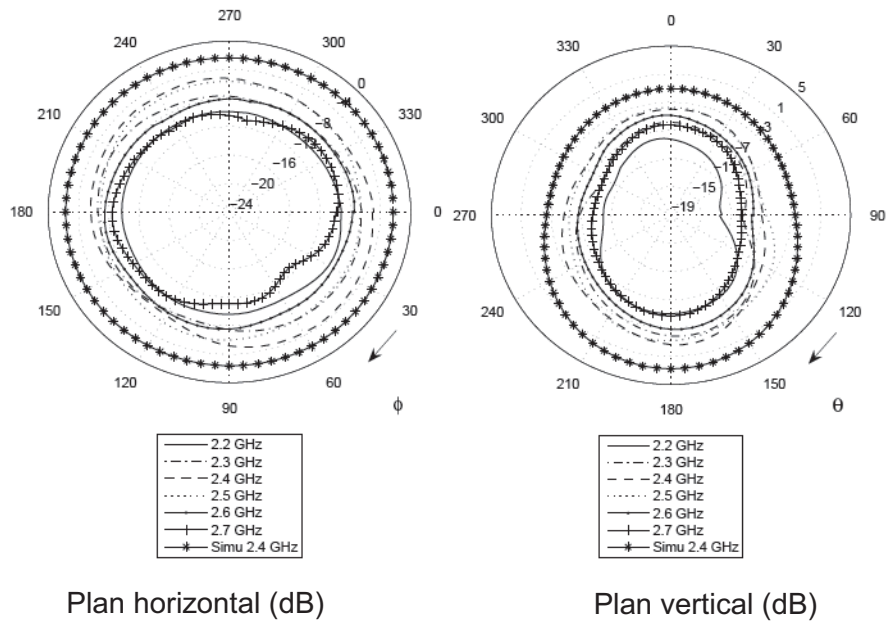 270
240
300
210
330
180
0
150
30
120
60
90
0
−8
−16
−20
−24
ϕ
2.2 GHz
2.3 GHz
2.4 GHz
2.5 GHz
2.6 GHz
2.7 GHz
Simu 2.4 GHz
Plan horizontal (dB)
0
330
30
300
60
270
90
240
120
210
150
180
5
1
−7
−15
−19
θ
2.2 GHz
2.3 GHz
2.4 GHz
2.5 GHz
2.6 GHz
2.7 GHz
Simu 2.4 GHz
Plan vertical (dB)